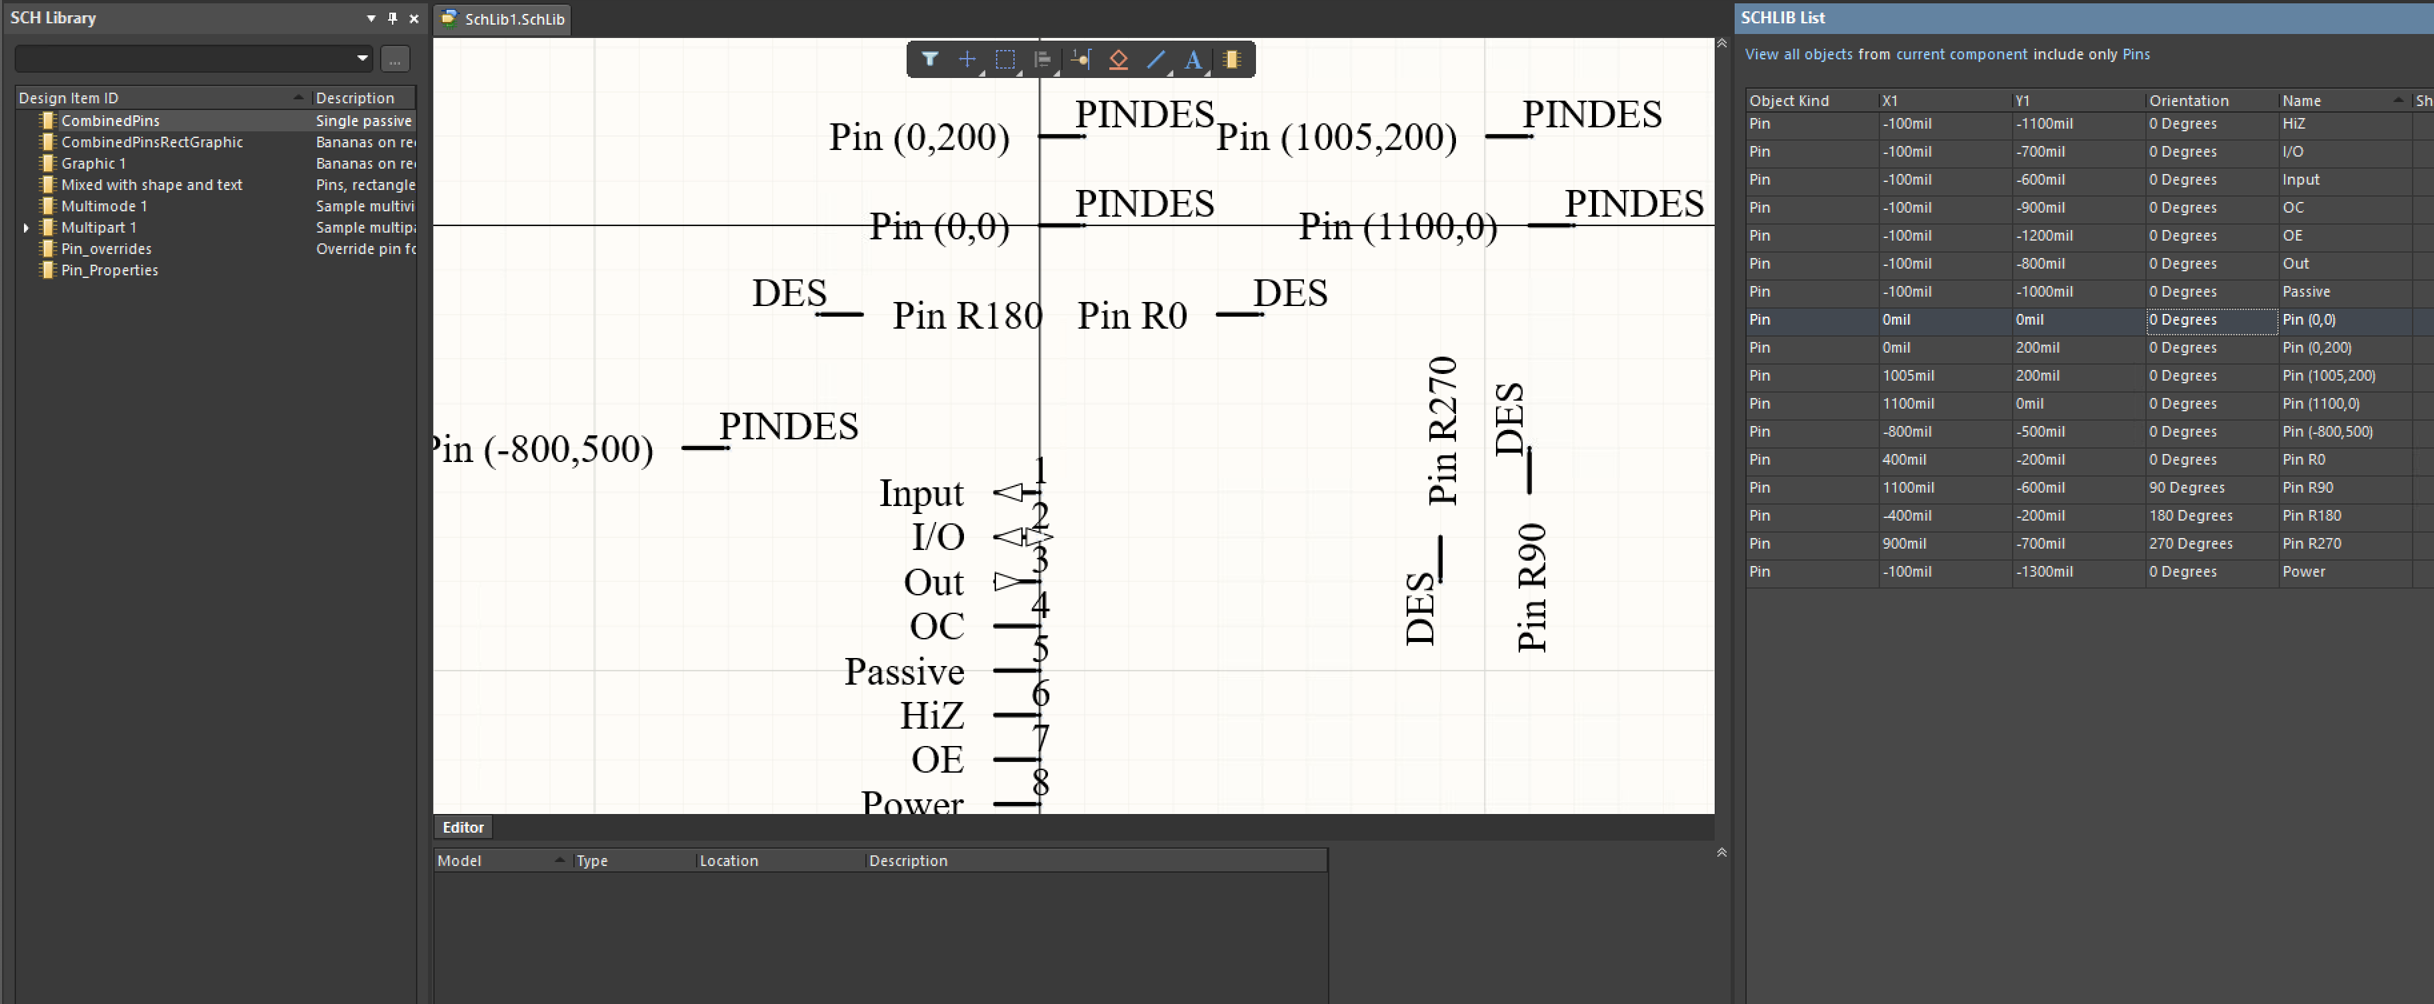 SCH Library
...
Design Item ID Description
CombinedPins Single passive
CombinedPinsRectGraphic Bananas on re
Graphic 1 Bananas on re
Mixed with shape and text Pins, rectangle
Multimode 1 Sample multivi
Multipart 1 Sample multipa
Pin_overrides Override pin fo
Pin_Properties
SchLib1.SchLib
A
Pin (0,200) PINDES
Pin (1005,200) PINDES
Pin (0,0) PINDES
Pin (1100,0) PINDES
DES Pin R180
Pin R0 DES
Pin (-800,500) PINDES
Pin R270
DES
DES
Pin R90
Input 1
I/O 2
Out 3
OC 4
Passive 5
HiZ 6
OE 7
Power 8
Editor
Model Type Location Description
SCHLIB List
View all objects from current component include only Pins
Object Kind X1 Y1 Orientation Name Sh
Pin -100mil -1100mil 0 Degrees HiZ
Pin -100mil -700mil 0 Degrees I/O
Pin -100mil -600mil 0 Degrees Input
Pin -100mil -900mil 0 Degrees OC
Pin -100mil -1200mil 0 Degrees OE
Pin -100mil -800mil 0 Degrees Out
Pin -100mil -1000mil 0 Degrees Passive
Pin 0mil 0mil 0 Degrees Pin (0,0)
Pin 0mil 200mil 0 Degrees Pin (0,200)
Pin 1005mil 200mil 0 Degrees Pin (1005,200)
Pin 1100mil 0mil 0 Degrees Pin (1100,0)
Pin -800mil -500mil 0 Degrees Pin (-800,500)
Pin 400mil -200mil 0 Degrees Pin R0
Pin 1100mil -600mil 90 Degrees Pin R90
Pin -400mil -200mil 180 Degrees Pin R180
Pin 900mil -700mil 270 Degrees Pin R270
Pin -100mil -1300mil 0 Degrees Power